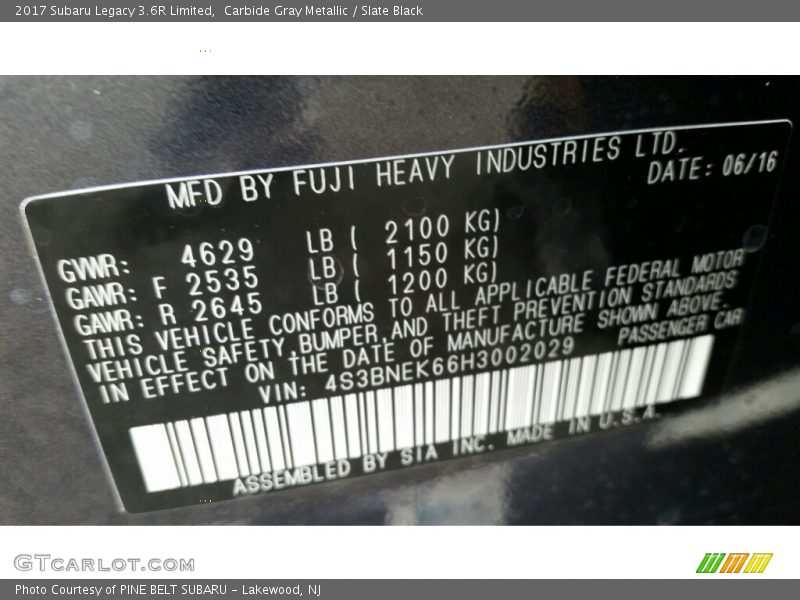 2017 Subaru Legacy 3.6R Limited,  Carbide Gray Metallic / Slate Black
MFD BY FUJI HEAVY INDUSTRIES LTD.
DATE: 06/16
GVWR: 4629 LB ( 2100 KG)
GAWR: F 2535 LB ( 1150 KG)
GAWR: R 2645 LB ( 1200 KG)
THIS VEHICLE CONFORMS TO ALL APPLICABLE FEDERAL MOTOR
VEHICLE SAFETY, BUMPER, AND THEFT PREVENTION STANDARDS
IN EFFECT ON THE DATE OF MANUFACTURE SHOWN ABOVE.
VIN: 4S3BNEK66H3002029 PASSENGER CAR
ASSEMBLED BY SIA INC. MADE IN U.S.A.
GTCARLOT.COM
Photo Courtesy of PINE BELT SUBARU - Lakewood, NJ